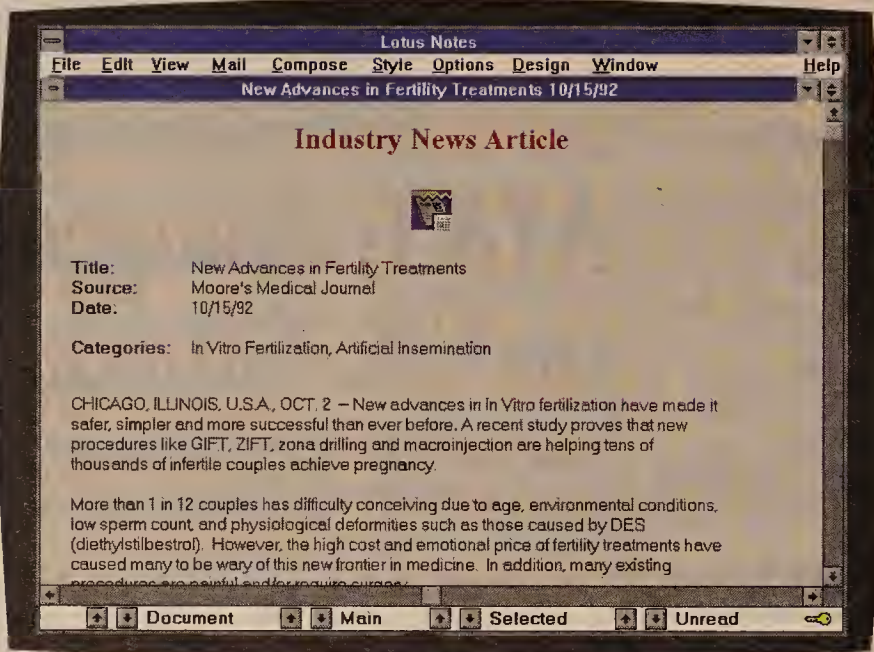 Lotus Notes
File Edit View Mail Compose Style Options Design Window Help
New Advances in Fertility Treatments 10/15/92
Industry News Article
Title: New Advances in Fertility Treatments
Source: Moore's Medical Journal
Date: 10/15/92
Categories: In Vitro Fertilization, Artificial Insemination
CHICAGO, ILLINOIS, U.S.A., OCT. 2 – New advances in In Vitro fertilization have made it
safer, simpler and more successful than ever before. A recent study proves that new
procedures like GIFT, ZIFT, zona drilling and macroinjection are helping tens of
thousands of infertile couples achieve pregnancy.
More than 1 in 12 couples has difficulty conceiving due to age, environmental conditions,
low sperm count, and physiological deformities such as those caused by DES
(diethylstilbestrol). However, the high cost and emotional price of fertility treatments have
caused many to be wary of this new frontier in medicine. In addition, many existing
procedures are painful and/or require surgery.
Document Main Selected Unread